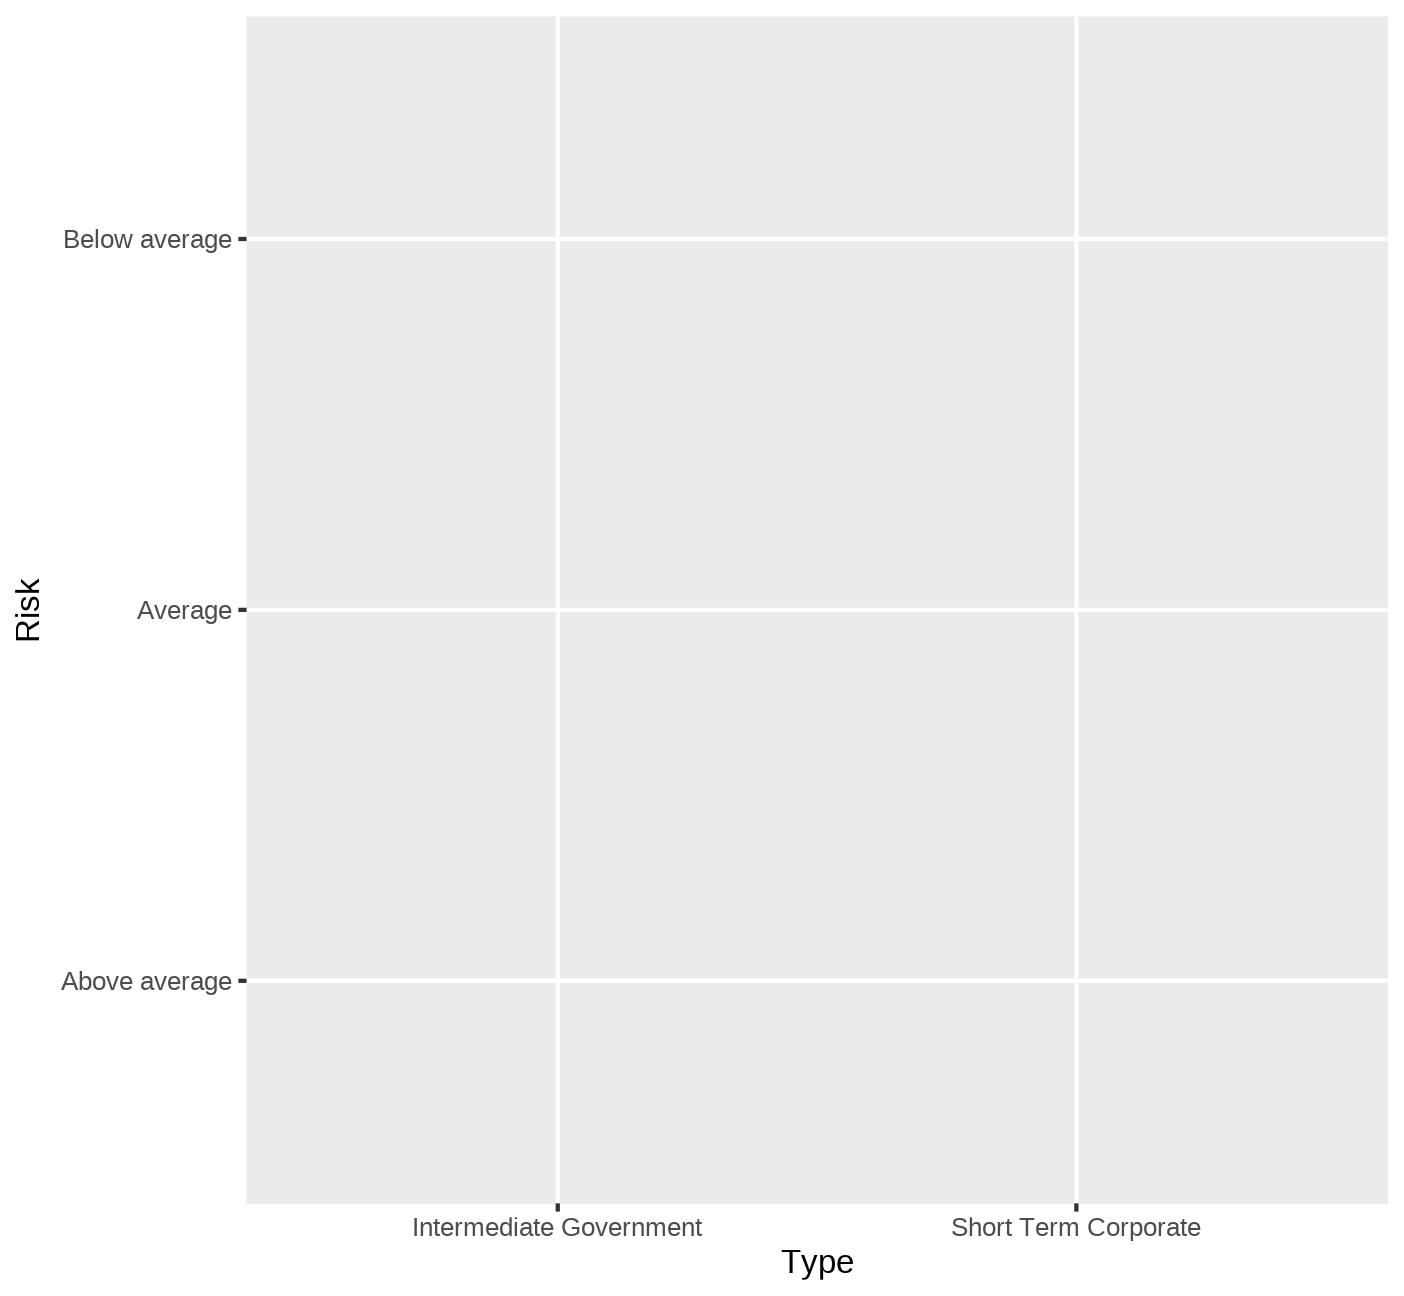 Below average
Average
Above average
Risk
Intermediate Government
Short Term Corporate
Type